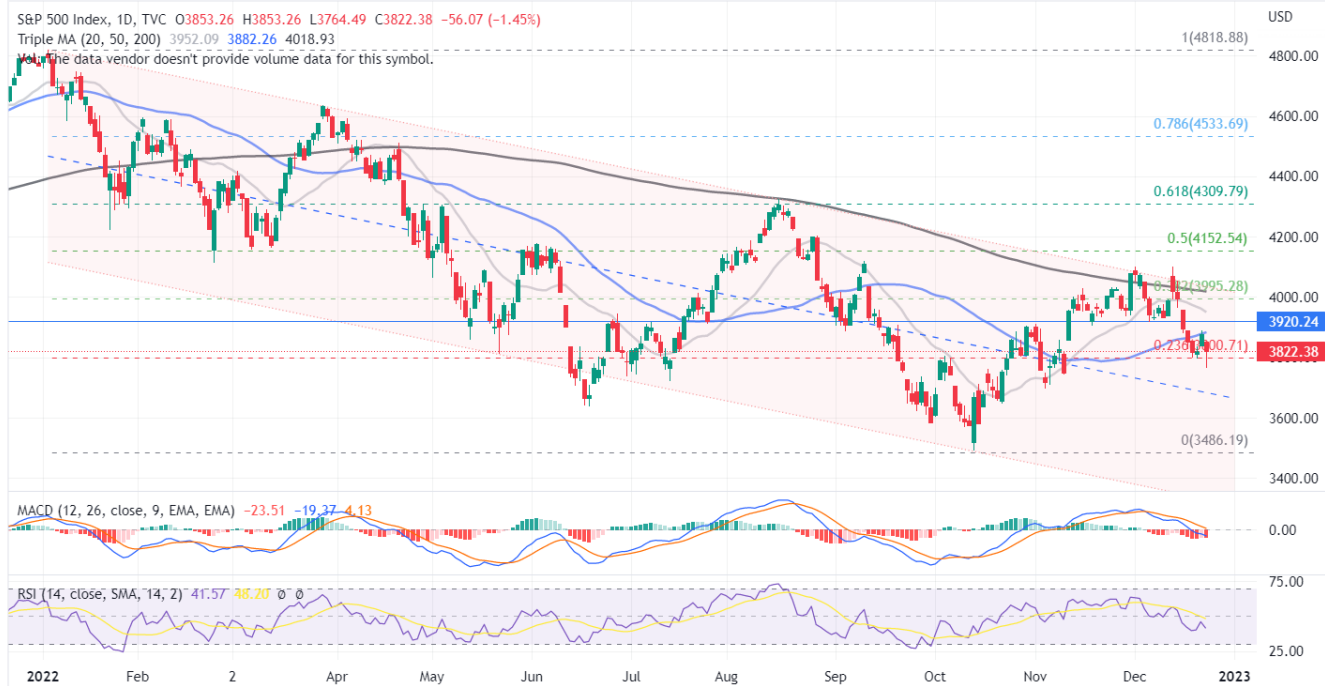 S&P 500 Index, 1D, TVC O3853.26 H3853.26 L3764.49 C3822.38 −56.07 (−1.45%)
USD
Triple MA (20, 50, 200) 3952.09 3882.26 4018.93
1(4818.88)
Vol: The data vendor doesn't provide volume data for this symbol.
4800.00
4600.00
0.786(4533.69)
4400.00
0.618(4309.79)
0.5(4152.54)
4200.00
4000.00
3920.24
3822.38
3600.00
0(3486.19)
3400.00
MACD (12, 26, close, 9, EMA, EMA) −23.51 −19.37 4.13
0.00
75.00
RSI (14, close, SMA, 14, 2) 41.57 48.20 ø ø
25.00
2022 Feb 2 Apr May Jun Jul Aug Sep Oct Nov Dec 2023